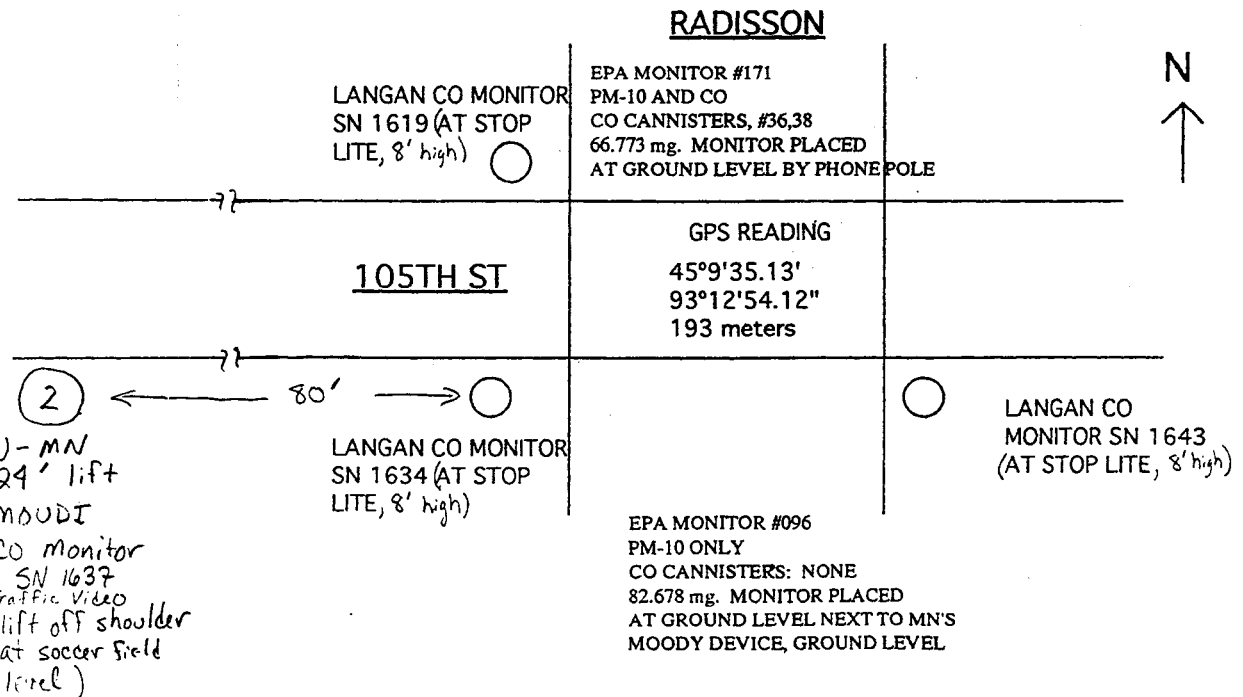 RADISSON
N
LANGAN CO MONITOR
SN 1619 (AT STOP
LITE, 8' high)
EPA MONITOR #171
PM-10 AND CO
CO CANNISTERS, #36,38
66.773 mg. MONITOR PLACED
AT GROUND LEVEL BY PHONE POLE
105TH ST
GPS READING
45°9'35.13'
93°12'54.12"
193 meters
2
80'
- MN
24' lift
MOUDI
CO monitor
SN 1637
Traffic Video
lift off shoulder
at soccer field
level)
LANGAN CO MONITOR
SN 1634 (AT STOP
LITE, 8' high)
LANGAN CO
MONITOR SN 1643
(AT STOP LITE, 8' high)
EPA MONITOR #096
PM-10 ONLY
CO CANNISTERS: NONE
82.678 mg. MONITOR PLACED
AT GROUND LEVEL NEXT TO MN'S
MOODY DEVICE, GROUND LEVEL